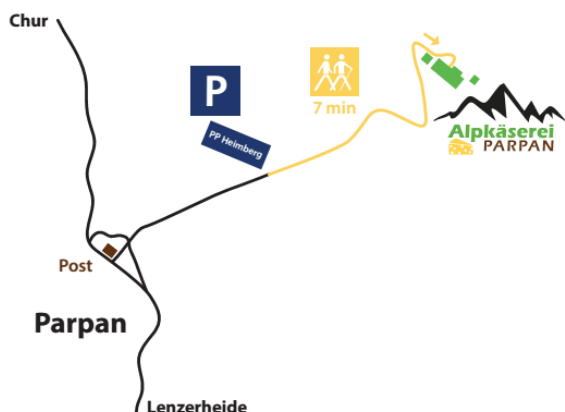 Chur
P
PP Heimberg
7 min
Alpkäserei
PARPAN
Post
Parpan
Lenzerheide